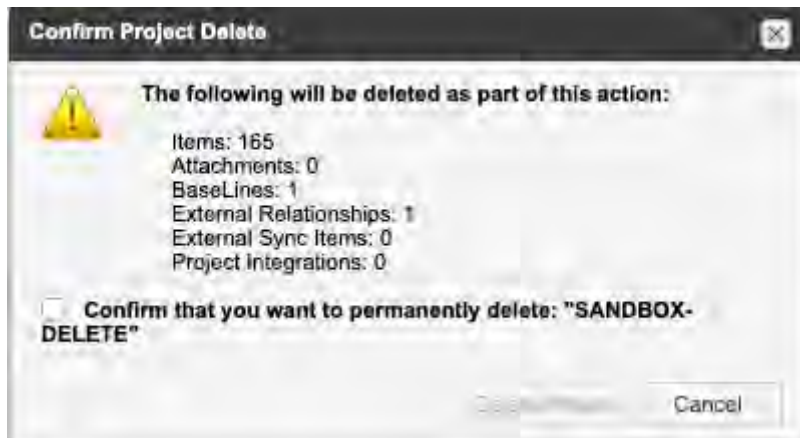 Confirm Project Delete
The following will be deleted as part of this action:
Items: 165
Attachments: 0
BaseLines: 1
External Relationships: 1
External Sync Items: 0
Project Integrations: 0
Confirm that you want to permanently delete: "SANDBOX-
DELETE"
Cancel